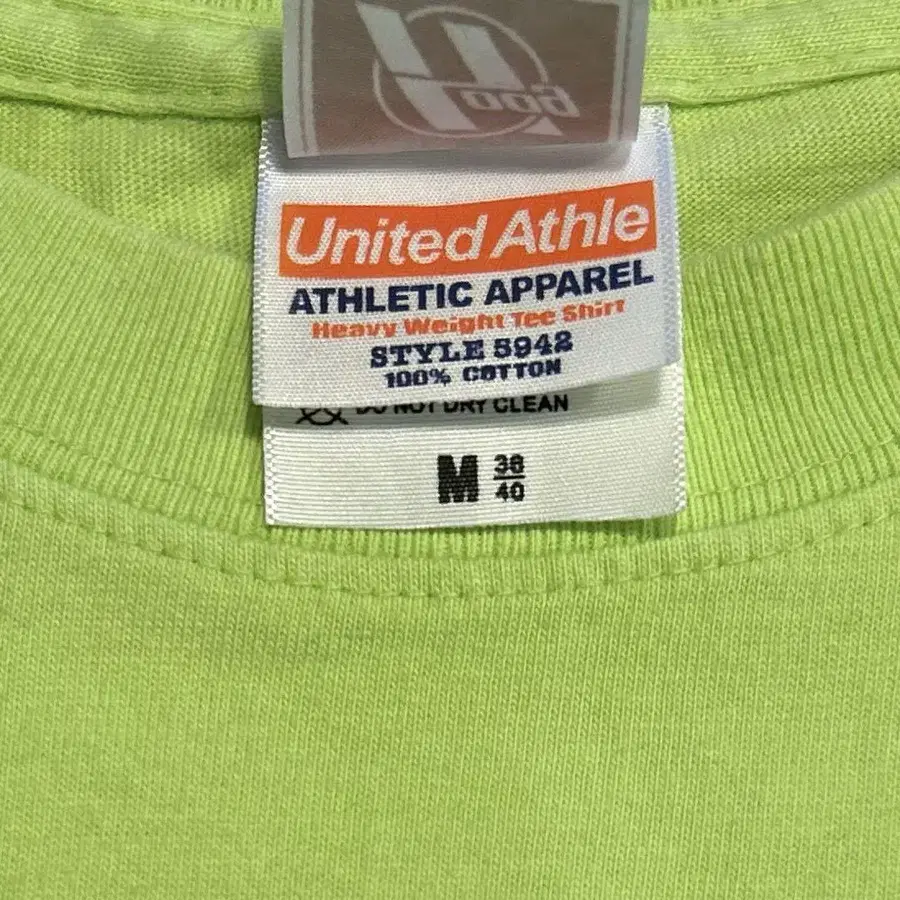 United Athle
ATHLETIC APPAREL
Heavy Weight Tee Shirt
STYLE 5942
100% COTTON
DO NOT DRY CLEAN
M 38
40